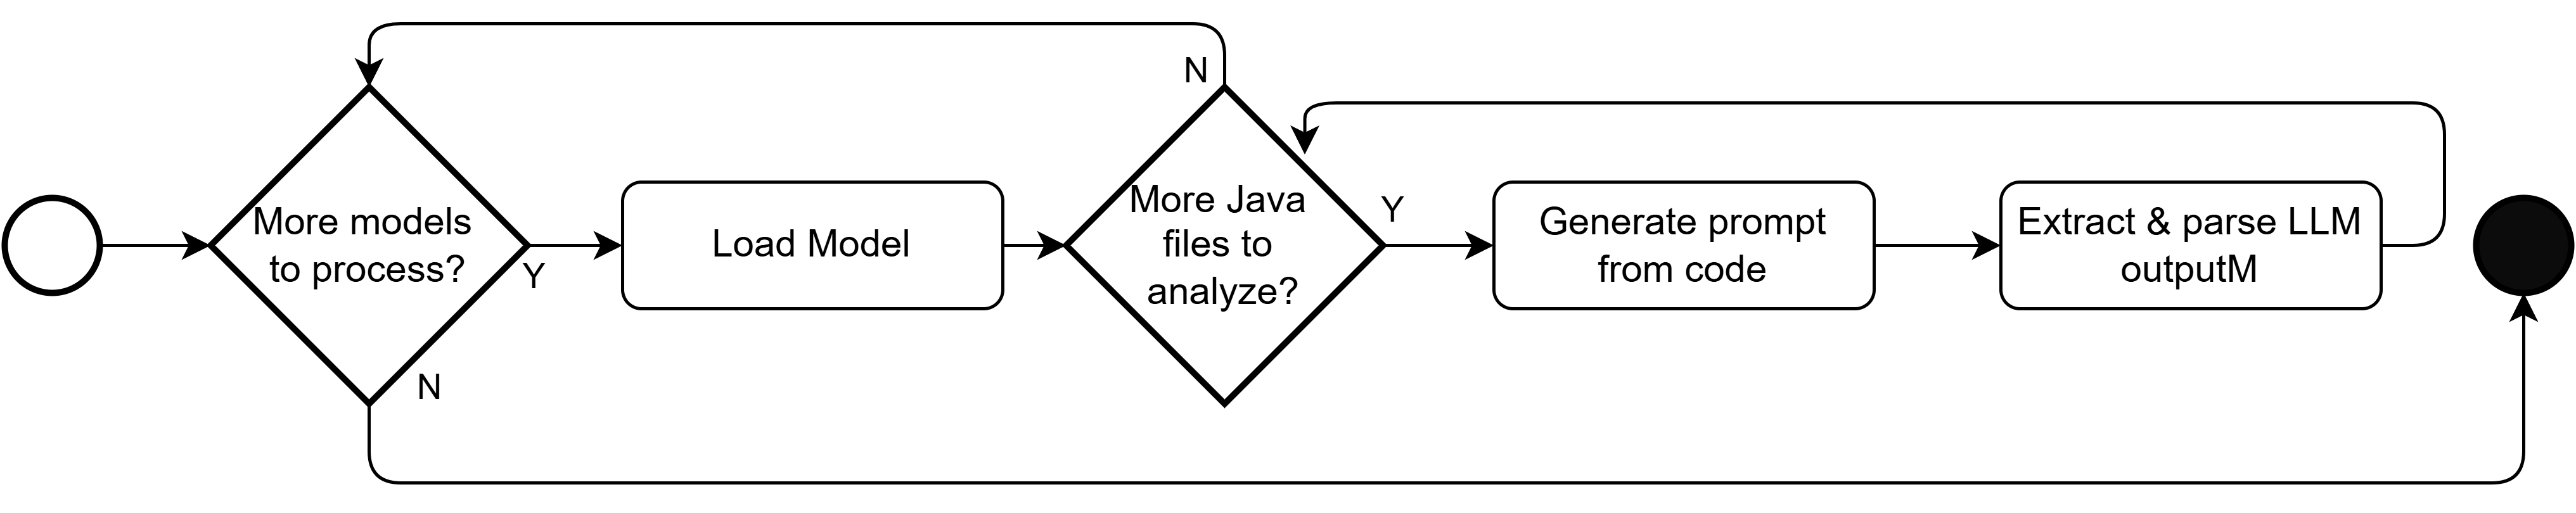 More models
to process?
Y
N
Load Model
N
More Java
files to
analyze?
Y
Generate prompt
from code
Extract & parse LLM
outputM